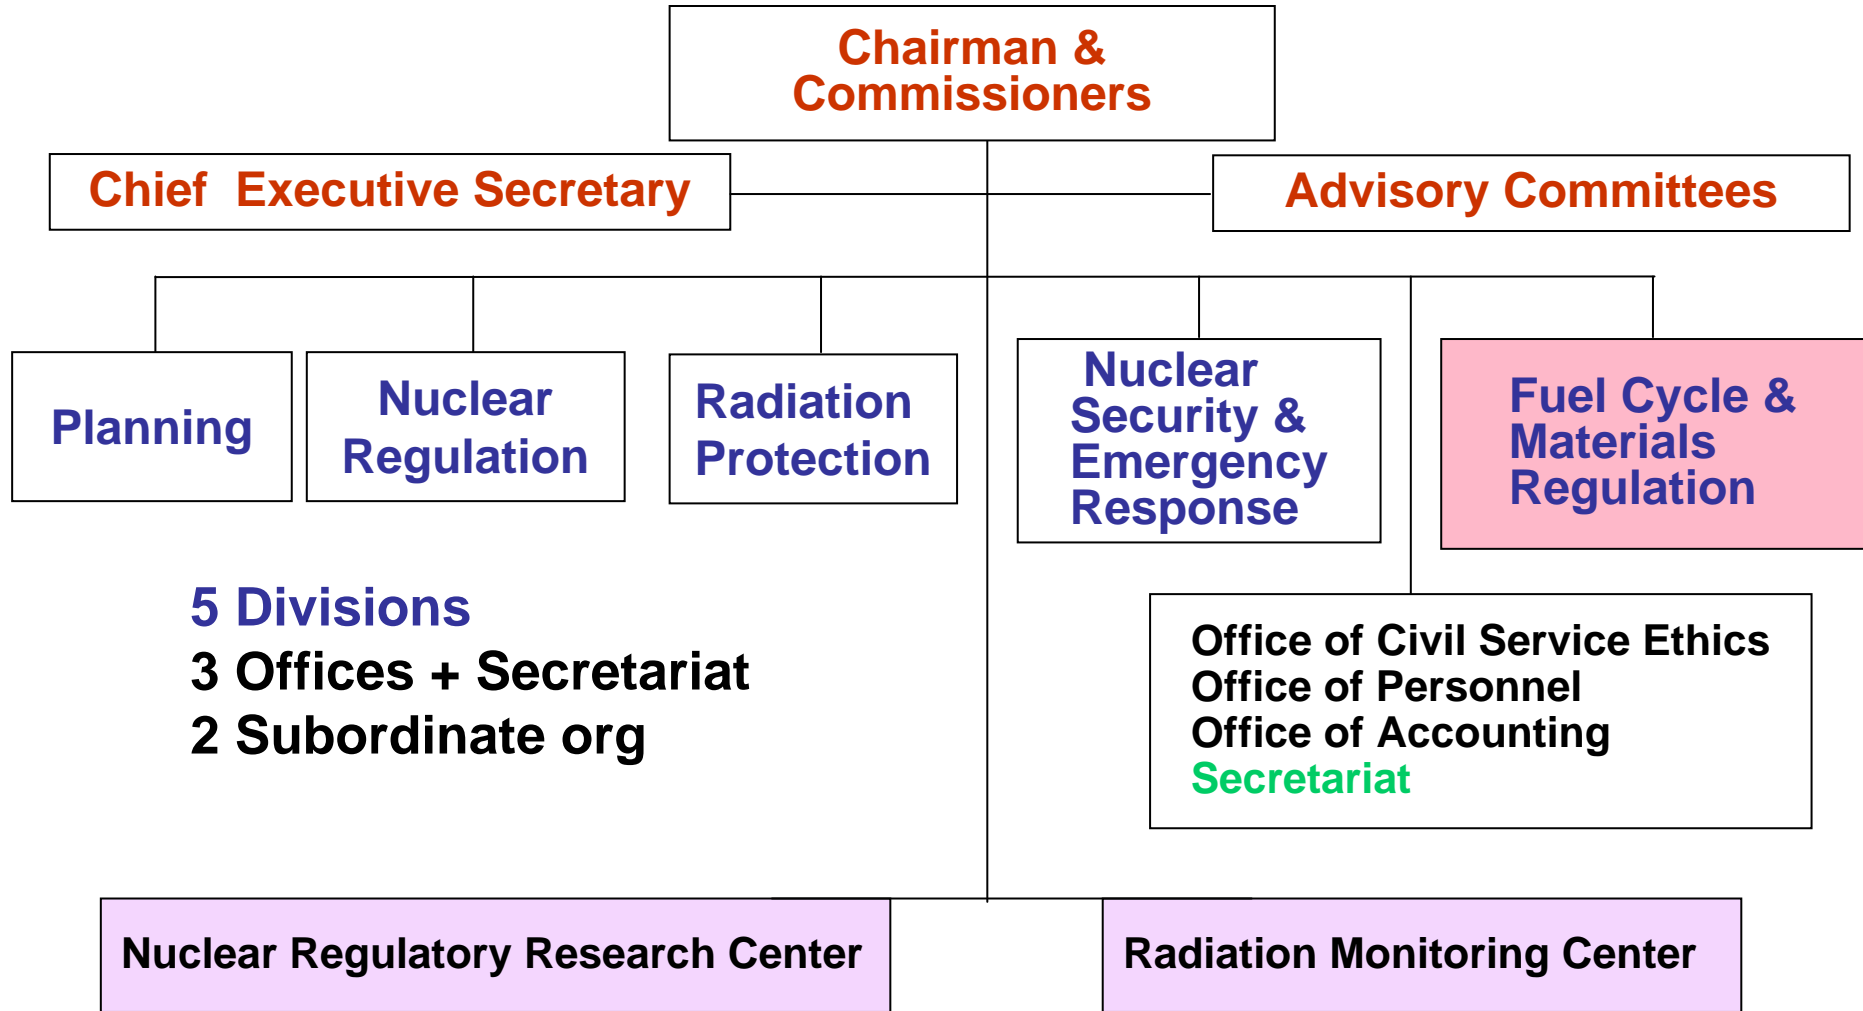 Chairman &
Commissioners
Chief Executive Secretary
Advisory Committees
Planning
Nuclear
Regulation
Radiation
Protection
Nuclear
Security &
Emergency
Response
Fuel Cycle &
Materials
Regulation
5 Divisions
3 Offices + Secretariat
2 Subordinate org
Office of Civil Service Ethics
Office of Personnel
Office of Accounting
Secretariat
Nuclear Regulatory Research Center
Radiation Monitoring Center